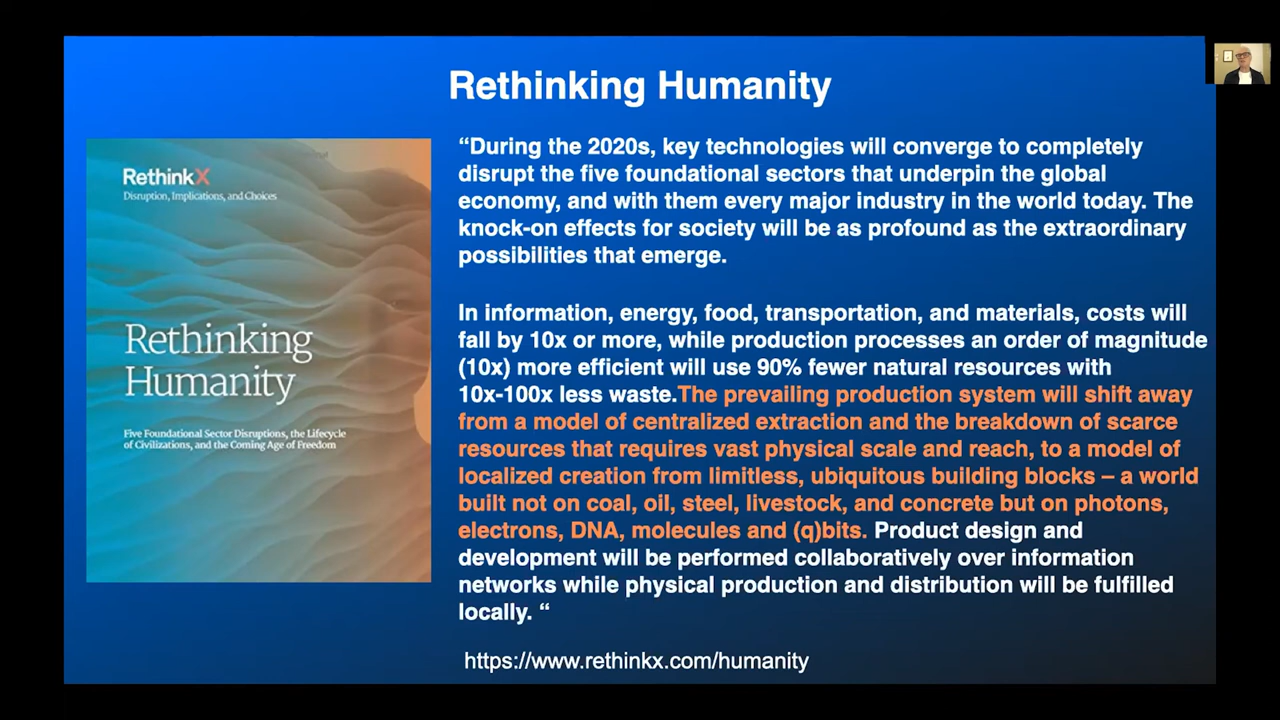 Rethinking Humanity
RethinkX
Disruption, Implications, and Choices
Rethinking
Humanity
Five Foundational Sector Disruptions, the Lifecycle
of Civilizations, and the Coming Age of Freedom
“During the 2020s, key technologies will converge to completely
disrupt the five foundational sectors that underpin the global
economy, and with them every major industry in the world today. The
knock-on effects for society will be as profound as the extraordinary
possibilities that emerge.
In information, energy, food, transportation, and materials, costs will
fall by 10x or more, while production processes an order of magnitude
(10x) more efficient will use 90% fewer natural resources with
10x-100x less waste.The prevailing production system will shift away
from a model of centralized extraction and the breakdown of scarce
resources that requires vast physical scale and reach, to a model of
localized creation from limitless, ubiquitous building blocks – a world
built not on coal, oil, steel, livestock, and concrete but on photons,
electrons, DNA, molecules and (q)bits. Product design and
development will be performed collaboratively over information
networks while physical production and distribution will be fulfilled
locally. “
https://www.rethinkx.com/humanity